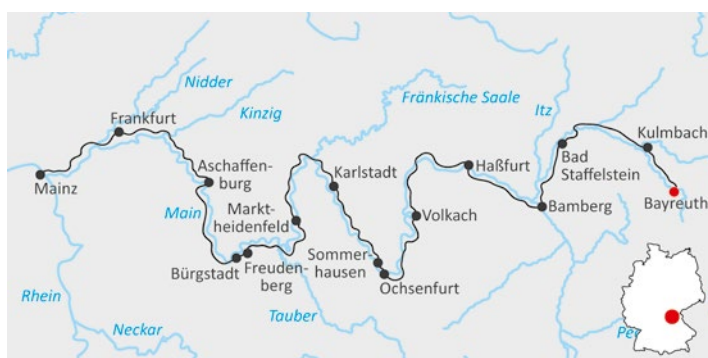 Nidder
Fränkische Saale
Kinzig
Itz
Frankfurt
Kulmbach
Mainz
Aschaffen-
burg
Karlstadt
Haßfurt
Bad
Staffelstein
Main
Markt-
heidenfeld
Volkach
Bamberg
Bayreuth
Bürgstadt
Freuden-
berg
Sommer-
hausen
Ochsenfurt
Rhein
Neckar
Tauber